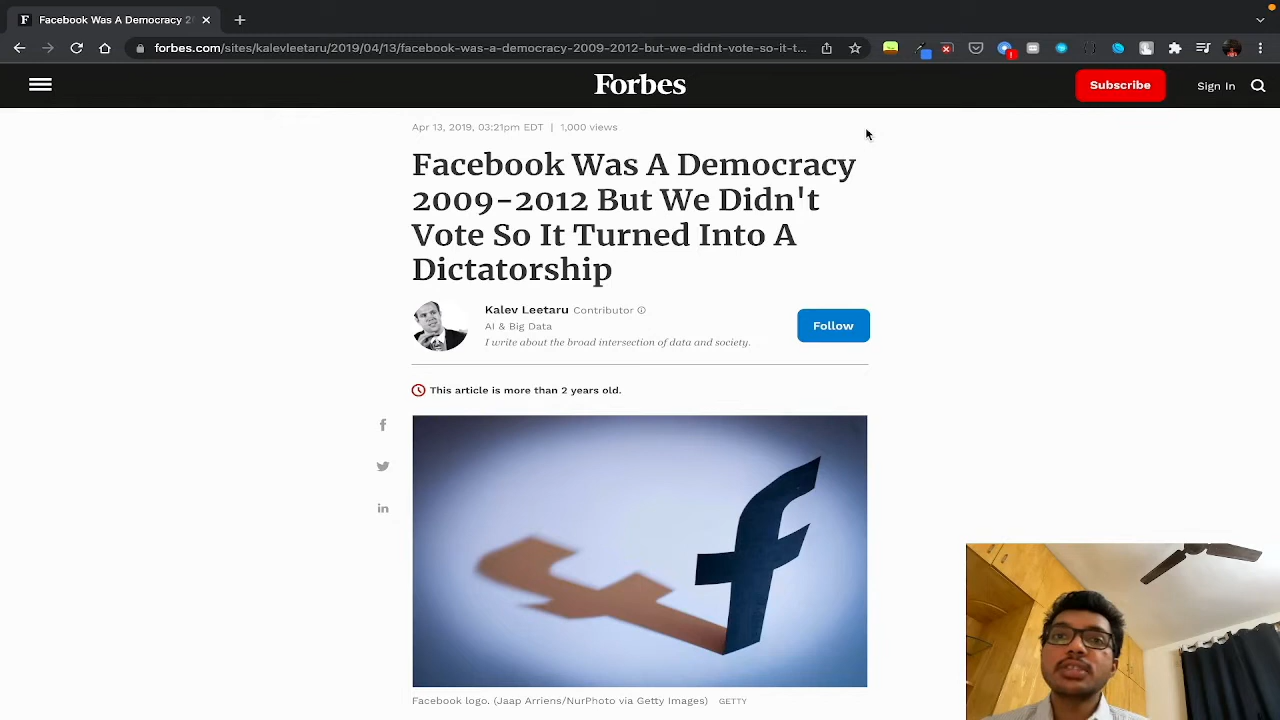 Facebook Was A Democracy 2
forbes.com/sites/kalevleetaru/2019/04/13/facebook-was-a-democracy-2009-2012-but-we-didnt-vote-so-it-t...
Forbes
Subscribe
Sign In
Apr 13, 2019, 03:21pm EDT | 1,000 views
Facebook Was A Democracy
2009-2012 But We Didn't
Vote So It Turned Into A
Dictatorship
Kalev Leetaru Contributor
AI & Big Data
I write about the broad intersection of data and society.
Follow
This article is more than 2 years old.
Facebook logo. (Jaap Arriens/NurPhoto via Getty Images) GETTY